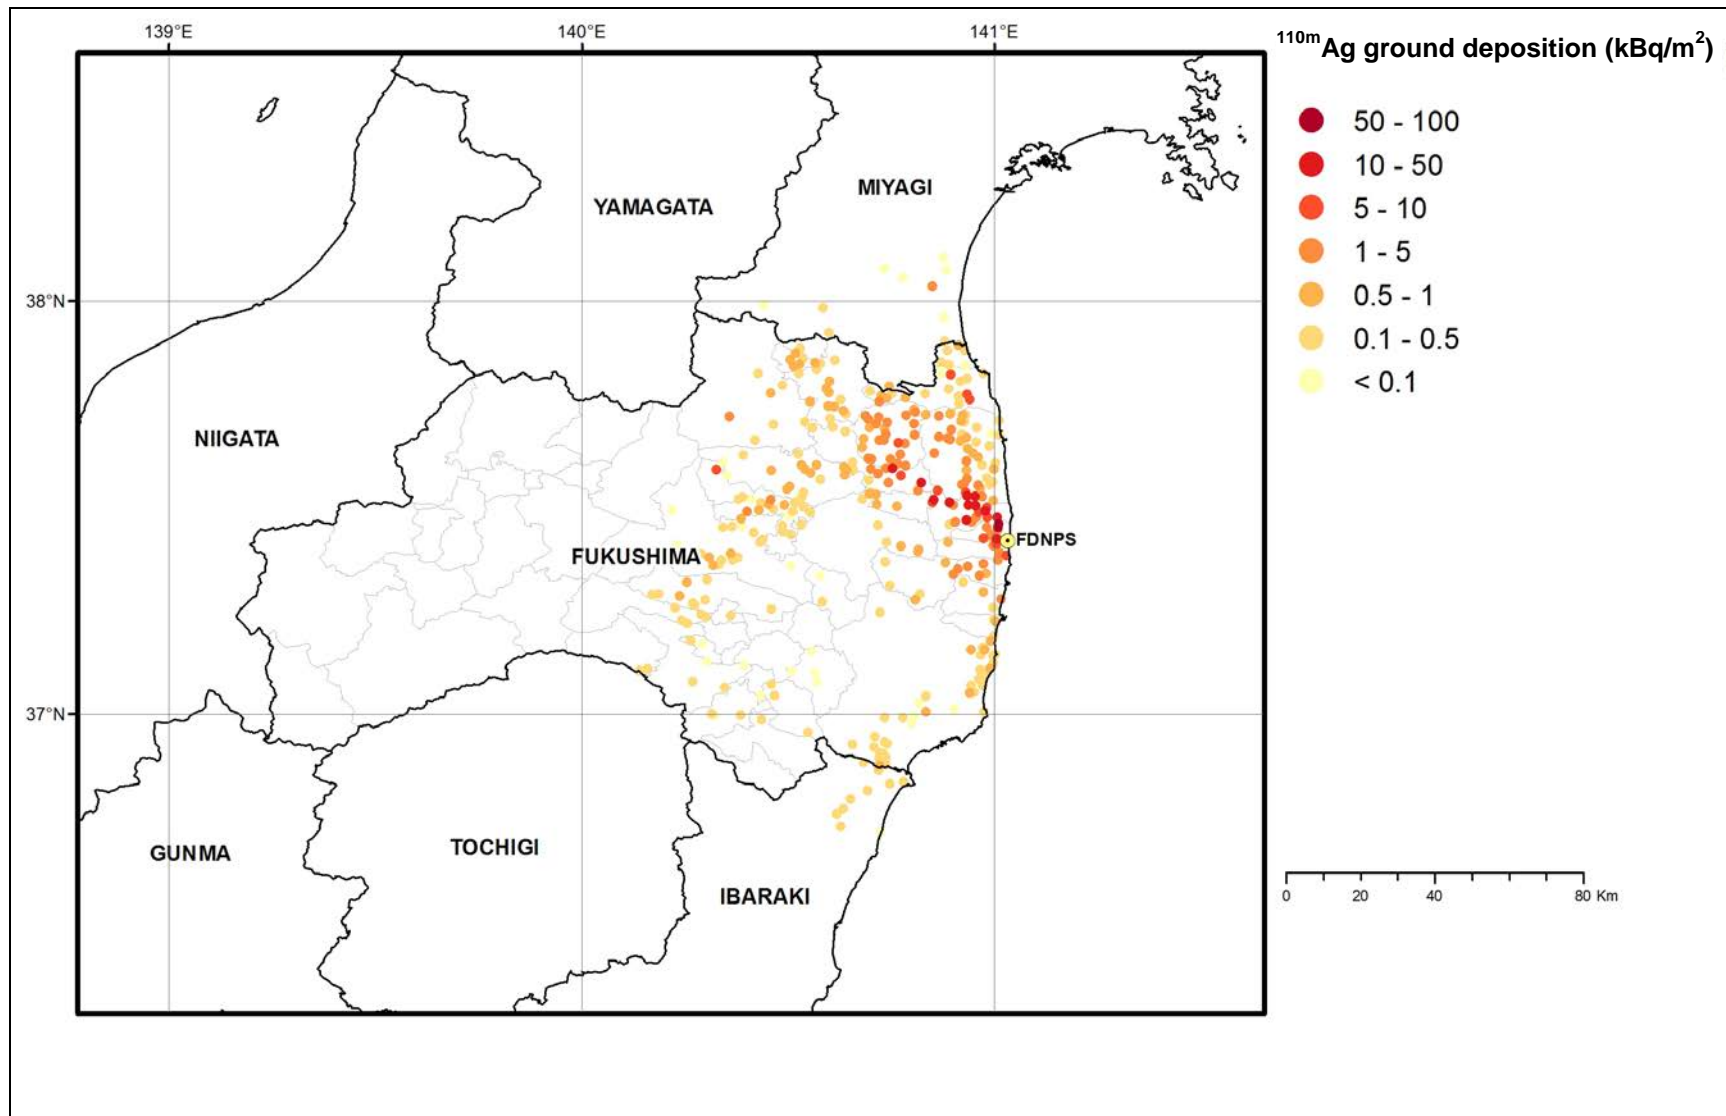 139°E 140°E 141°E
110mAg ground deposition (kBq/m2)
50 - 100
10 - 50
5 - 10
1 - 5
0.5 - 1
0.1 - 0.5
< 0.1
MIYAGI
YAMAGATA
38°N
NIIGATA
FDNPS
FUKUSHIMA
37°N
TOCHIGI
GUNMA
IBARAKI
0 20 40 80 Km